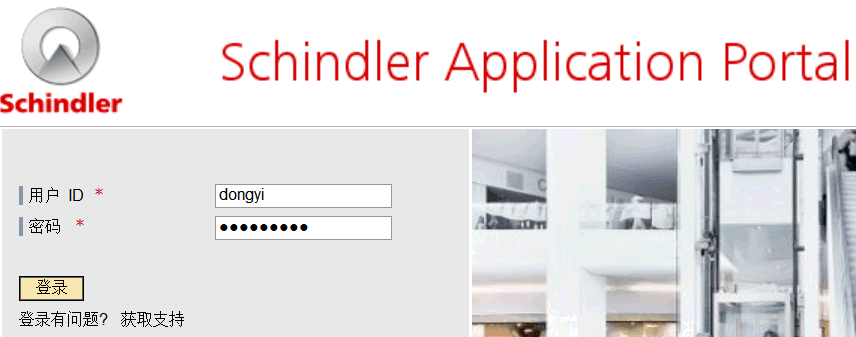 Schindler
Schindler Application Portal
用户 ID *
dongyi
密码 *
●●●●●●●●●
登录
登录有问题? 获取支持